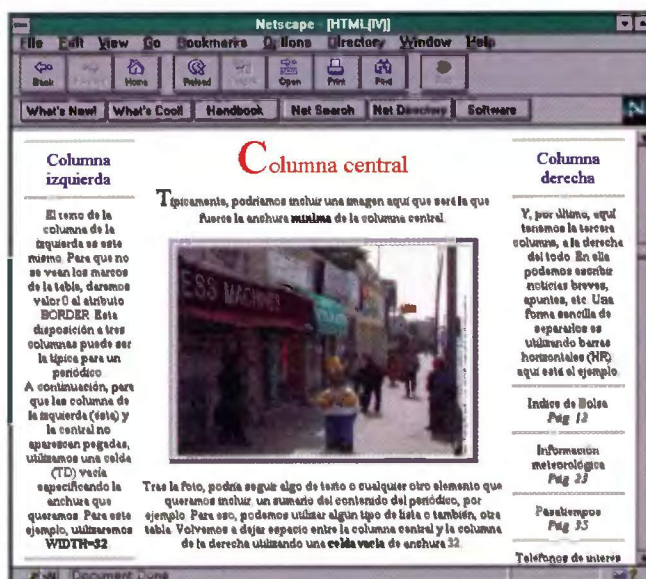 Netscape - [HTML[IV]]
File Edit View Go Bookmarks Options Directory Window Help
Back Home Reload Open Print Find
What's New! What's Cool! Handbook Net Search Net Directory Software
Columna
izquierda
El texto de la
columna de la
izquierda es este
mismo. Para que no
se vean los marcos
de la tabla, daremos
valor 0 al atributo
BORDER. Esta
disposición a tres
columnas puede ser
la típica para un
periódico.
A continuación, para
que las columna de
la izquierda (ésta) y
la central no
aparezcan pegadas,
utilizamos una celda
(TD) vacía
especificando la
anchura que
queramos. Para este
ejemplo, utilizaremos
WIDTH=32
Columna central
Típicamente, podríamos incluir una imagen aquí que será la que
fuerce la anchura mínima de la columna central.
ESS MACHINES
Tras la foto, podría seguir algo de texto o cualquier otro elemento que
queramos incluir, un sumario del contenido del periódico, por
ejemplo. Para eso, podemos utilizar algún tipo de lista o también, otra
tabla. Volvemos a dejar espacio entre la columna central y la columna
de la derecha utilizando una celda vacía de anchura 32.
Columna
derecha
Y, por último, aquí
tenemos la tercera
columna, a la derecha
del todo. En ella
podemos escribir
noticias breves,
apuntes, etc. Una
forma sencilla de
separarlos es
utilizando barras
horizontales (HR)
aquí está el ejemplo.
Indice de Bolsa
Pág. 12
Información
meteorológica
Pág. 23
Pasatiempos
Pág. 35
Teléfonos de interés
Document Done